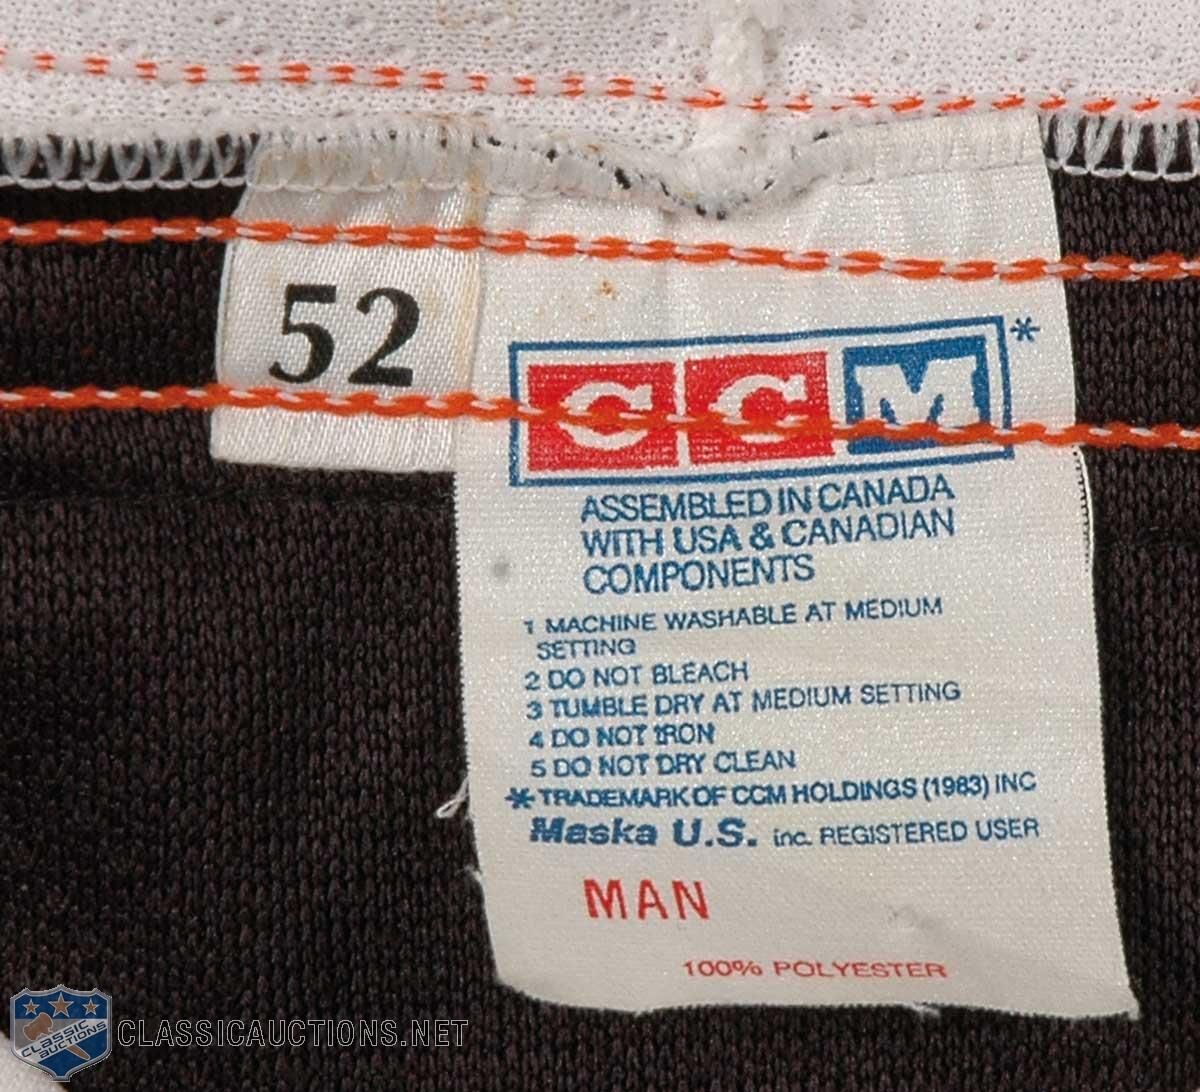 52
CCM*
ASSEMBLED IN CANADA
WITH USA & CANADIAN
COMPONENTS
1 MACHINE WASHABLE AT MEDIUM
SETTING
2 DO NOT BLEACH
3 TUMBLE DRY AT MEDIUM SETTING
4 DO NOT IRON
5 DO NOT DRY CLEAN
* TRADEMARK OF CCM HOLDINGS (1983) INC
Maska U.S. inc. REGISTERED USER
MAN
100% POLYESTER
CLASSIC
AUCTIONS
CLASSICAUCTIONS.NET